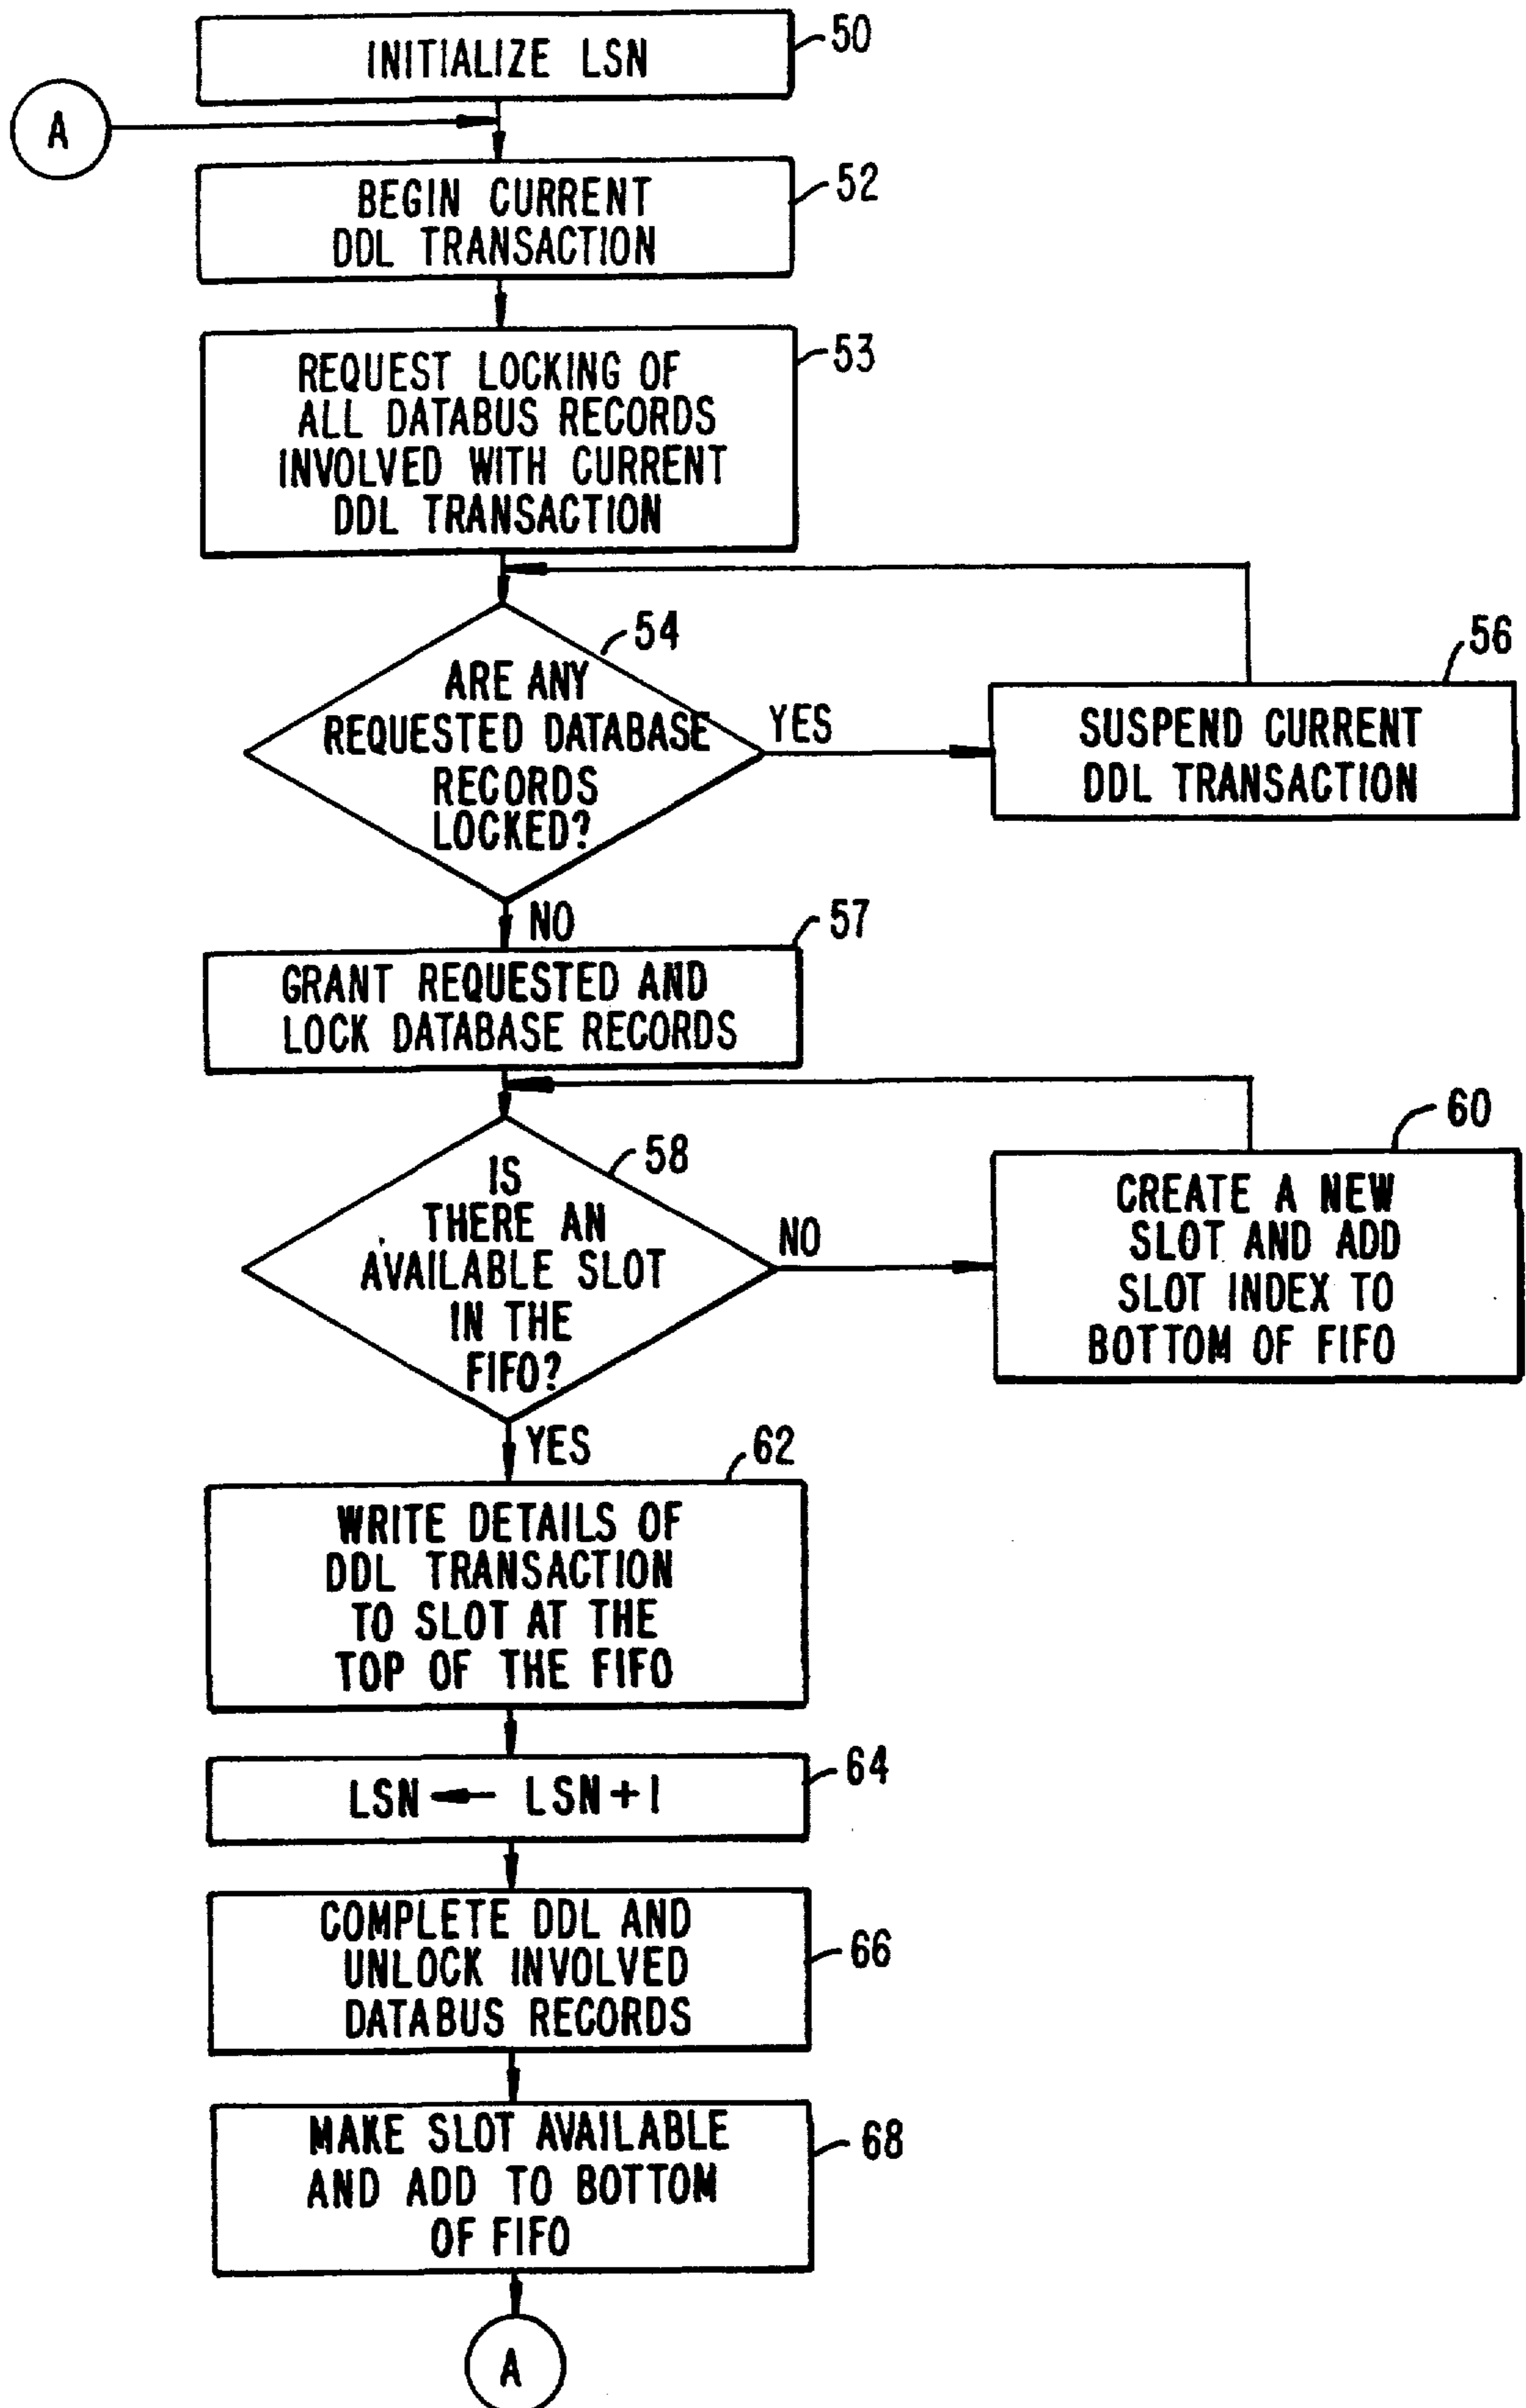 INITIALIZE LSN
50
A
BEGIN CURRENT
DDL TRANSACTION
52
REQUEST LOCKING OF
ALL DATABUS RECORDS
INVOLVED WITH CURRENT
DDL TRANSACTION
53
ARE ANY
REQUESTED DATABASE
RECORDS
LOCKED?
54
YES
SUSPEND CURRENT
DDL TRANSACTION
56
NO
GRANT REQUESTED AND
LOCK DATABASE RECORDS
57
IS
THERE AN
AVAILABLE SLOT
IN THE
FIFO?
58
NO
CREATE A NEW
SLOT AND ADD
SLOT INDEX TO
BOTTOM OF FIFO
60
YES
WRITE DETAILS OF
DDL TRANSACTION
TO SLOT AT THE
TOP OF THE FIFO
62
LSN ← LSN+1
64
COMPLETE DDL AND
UNLOCK INVOLVED
DATABUS RECORDS
66
MAKE SLOT AVAILABLE
AND ADD TO BOTTOM
OF FIFO
68
A